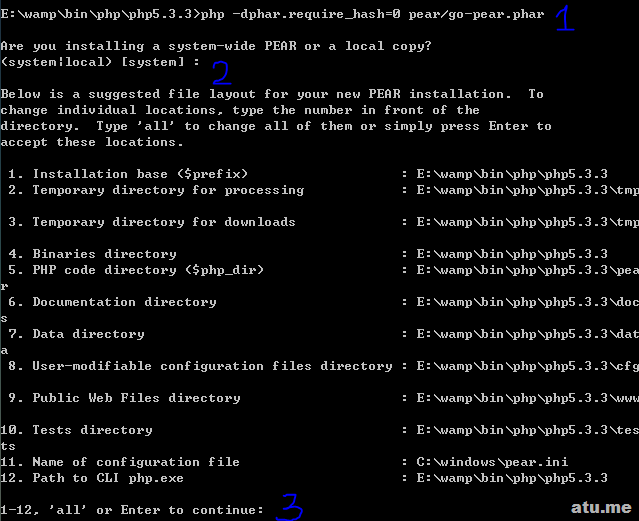 E:\wamp\bin\php\php5.3.3>php -dphar.require_hash=0 pear/go-pear.phar 1
Are you installing a system-wide PEAR or a local copy?
(system|local) [system] : 2
Below is a suggested file layout for your new PEAR installation.  To
change individual locations, type the number in front of the
directory.  Type 'all' to change all of them or simply press Enter to
accept these locations.
1. Installation base ($prefix) : E:\wamp\bin\php\php5.3.3
2. Temporary directory for processing : E:\wamp\bin\php\php5.3.3\tmp
3. Temporary directory for downloads : E:\wamp\bin\php\php5.3.3\tmp
4. Binaries directory : E:\wamp\bin\php\php5.3.3
5. PHP code directory ($php_dir) : E:\wamp\bin\php\php5.3.3\pea
r
6. Documentation directory : E:\wamp\bin\php\php5.3.3\doc
s
7. Data directory : E:\wamp\bin\php\php5.3.3\dat
a
8. User-modifiable configuration files directory : E:\wamp\bin\php\php5.3.3\cfg
9. Public Web Files directory : E:\wamp\bin\php\php5.3.3\www
10. Tests directory : E:\wamp\bin\php\php5.3.3\tes
ts
11. Name of configuration file : C:\windows\pear.ini
12. Path to CLI php.exe : E:\wamp\bin\php\php5.3.3
1-12, 'all' or Enter to continue: 3
atu.me